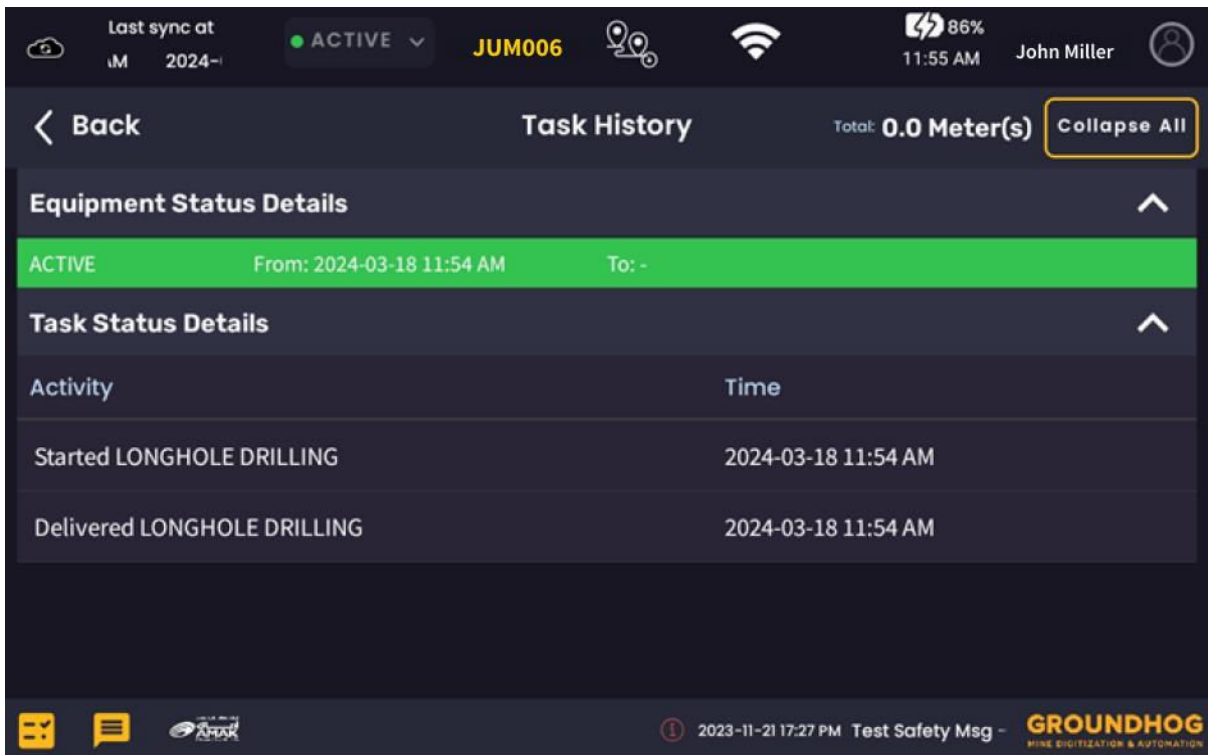 Last sync at
AM 2024-
ACTIVE
JUM006
86%
11:55 AM
John Miller
Back
Task History
Total: 0.0 Meter(s)
Collapse All
Equipment Status Details
ACTIVE From: 2024-03-18 11:54 AM To: -
Task Status Details
Activity Time
Started LONGHOLE DRILLING 2024-03-18 11:54 AM
Delivered LONGHOLE DRILLING 2024-03-18 11:54 AM
AMAK
2023-11-21 17:27 PM Test Safety Msg -
GROUNDHOG
MINE DIGITIZATION & AUTOMATION